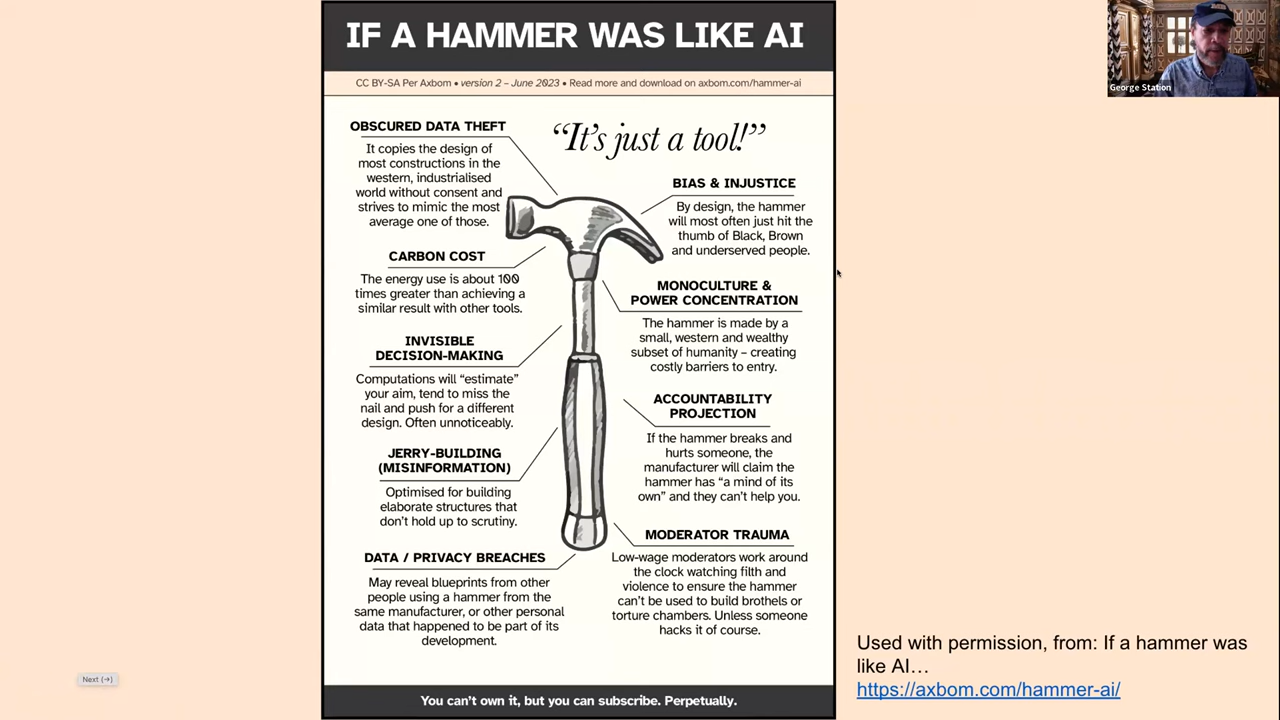 IF A HAMMER WAS LIKE AI
CC BY-SA Per Axbom • version 2 – June 2023 • Read more and download on axbom.com/hammer-ai
“It’s just a tool!”
OBSCURED DATA THEFT
It copies the design of
most constructions in the
western, industrialised
world without consent and
strives to mimic the most
average one of those.
CARBON COST
The energy use is about 100
times greater than achieving a
similar result with other tools.
INVISIBLE
DECISION-MAKING
Computations will “estimate”
your aim, tend to miss the
nail and push for a different
design. Often unnoticeably.
JERRY-BUILDING
(MISINFORMATION)
Optimised for building
elaborate structures that
don’t hold up to scrutiny.
DATA / PRIVACY BREACHES
May reveal blueprints from other
people using a hammer from the
same manufacturer, or other personal
data that happened to be part of its
development.
BIAS & INJUSTICE
By design, the hammer
will most often just hit the
thumb of Black, Brown
and underserved people.
MONOCULTURE &
POWER CONCENTRATION
The hammer is made by a
small, western and wealthy
subset of humanity – creating
costly barriers to entry.
ACCOUNTABILITY
PROJECTION
If the hammer breaks and
hurts someone, the
manufacturer will claim the
hammer has “a mind of its
own” and they can’t help you.
MODERATOR TRAUMA
Low-wage moderators work around
the clock watching filth and
violence to ensure the hammer
can’t be used to build brothels or
torture chambers. Unless someone
hacks it of course.
You can’t own it, but you can subscribe. Perpetually.
George Station
Used with permission, from: If a hammer was
like AI…
https://axbom.com/hammer-ai/
Next (→)